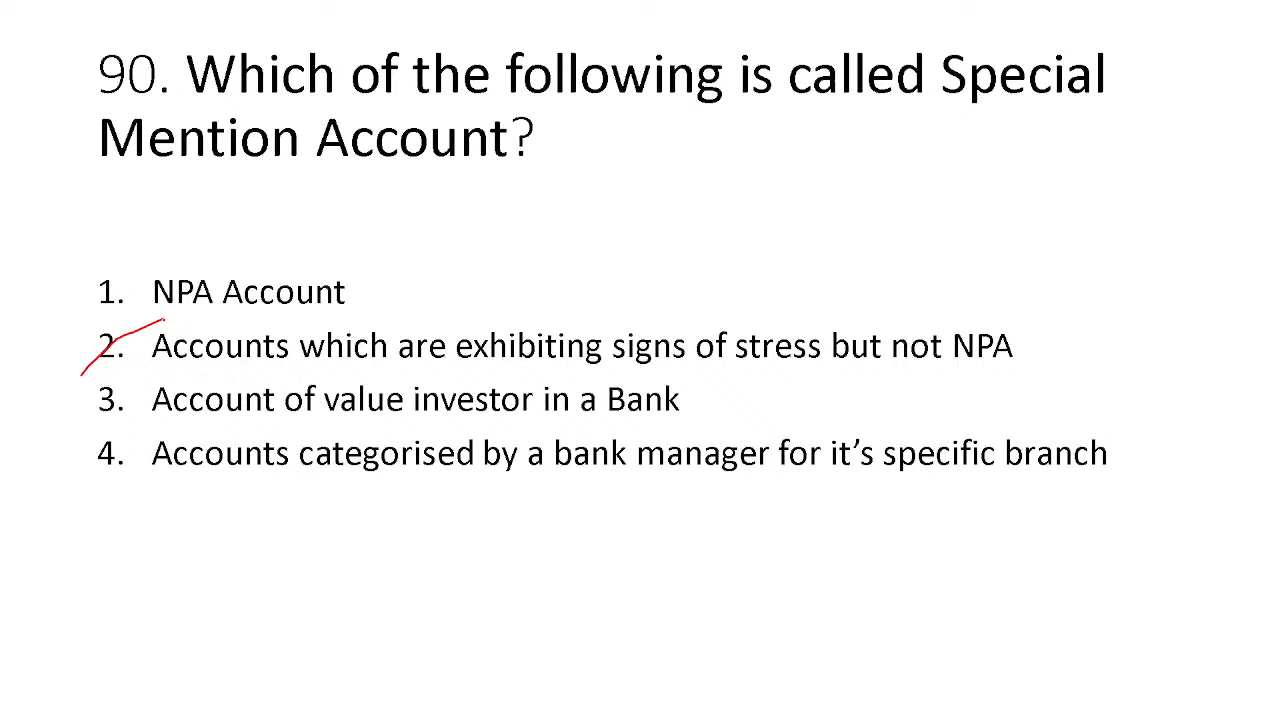 90. Which of the following is called Special
Mention Account?
1. NPA Account
2. Accounts which are exhibiting signs of stress but not NPA
3. Account of value investor in a Bank
4. Accounts categorised by a bank manager for it’s specific branch